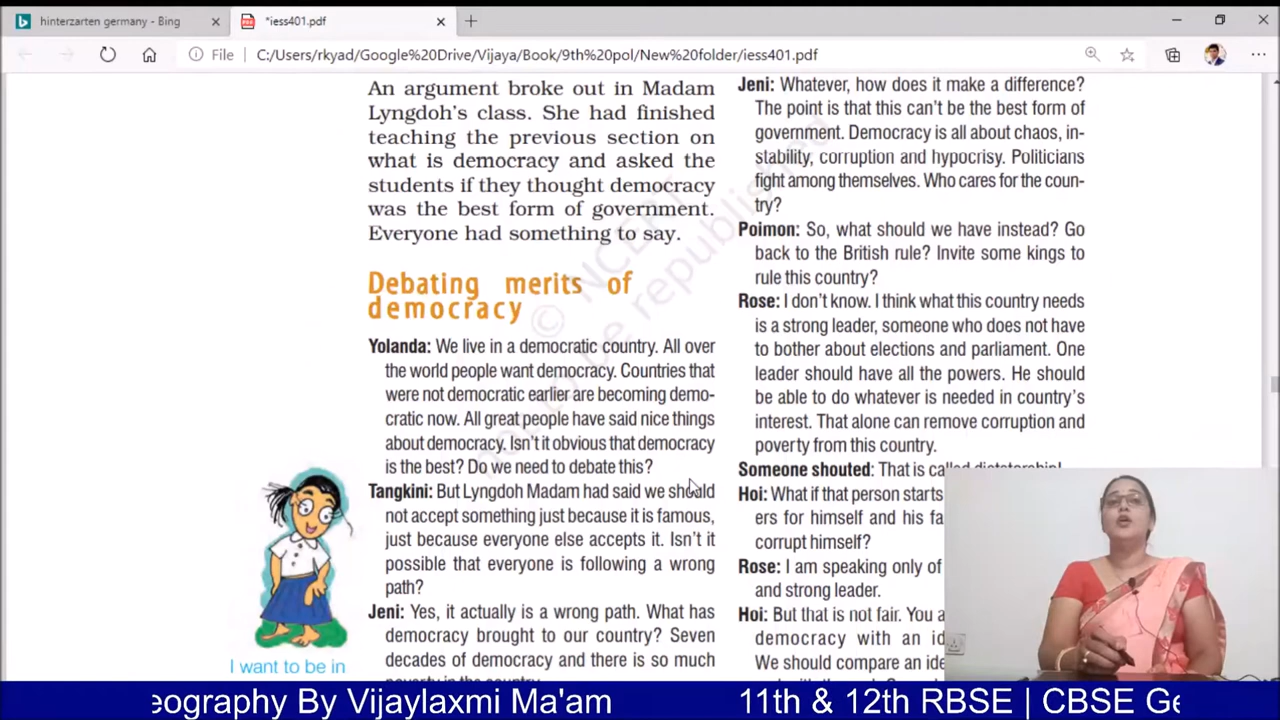 hinterzarten germany - Bing
*iess401.pdf
File
C:/Users/rkyad/Google%20Drive/Vijaya/Book/9th%20pol/New%20folder/iess401.pdf
An argument broke out in Madam
Lyngdoh's class. She had finished
teaching the previous section on
what is democracy and asked the
students if they thought democracy
was the best form of government.
Everyone had something to say.
Debating merits of
democracy
Yolanda: We live in a democratic country. All over
the world people want democracy. Countries that
were not democratic earlier are becoming demo-
cratic now. All great people have said nice things
about democracy. Isn't it obvious that democracy
is the best? Do we need to debate this?
Tangkini: But Lyngdoh Madam had said we should
not accept something just because it is famous,
just because everyone else accepts it. Isn't it
possible that everyone is following a wrong
path?
Jeni: Yes, it actually is a wrong path. What has
democracy brought to our country? Seven
decades of democracy and there is so much
poverty in the country.
I want to be in
Jeni: Whatever, how does it make a difference?
The point is that this can't be the best form of
government. Democracy is all about chaos, in-
stability, corruption and hypocrisy. Politicians
fight among themselves. Who cares for the coun-
try?
Poimon: So, what should we have instead? Go
back to the British rule? Invite some kings to
rule this country?
Rose: I don't know. I think what this country needs
is a strong leader, someone who does not have
to bother about elections and parliament. One
leader should have all the powers. He should
be able to do whatever is needed in country's
interest. That alone can remove corruption and
poverty from this country.
Someone shouted: That is called dictatorship!
Hoi: What if that person starts
ers for himself and his fa
corrupt himself?
Rose: I am speaking only of
and strong leader.
Hoi: But that is not fair. You a
democracy with an id
We should compare an ide
© NCERT
not to be republished
eography By Vijaylaxmi Ma'am
11th & 12th RBSE | CBSE Ge